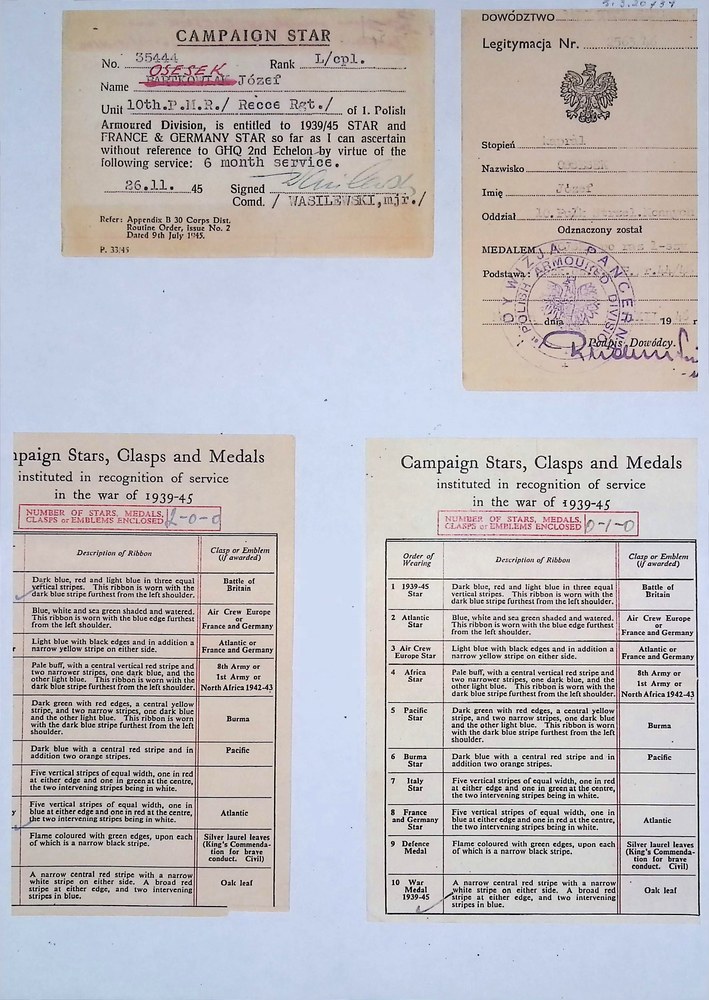 CAMPAIGN STAR
No. 35444 Rank L/cpl.
OSESEK
Name Józef
Unit 10th.P.M.R./ Recce Rgt./ of 1. Polish
Armoured Division, is entitled to 1939/45 STAR and
FRANCE & GERMANY STAR so far as I can ascertain
without reference to GHQ 2nd Echelon by virtue of the
following service: 6 month service.
26.11. 45 Signed
Comd. / WASILEWSKI, mjr./
Refer: Appendix B 30 Corps Dist.
Routine Order, Issue No. 2
Dated 9th July 1945.
P. 33/45
DOWÓDZTWO
Legitymacja Nr.
Stopień
Nazwisko
Imię Józef
Oddział
Odznaczony został
MEDALEM
Podstawa:
DYWIZJA PANCERNA
1st POLISH ARMOURED DIVISION
dnia 19 r
Podpis Dowódcy.
mpaign Stars, Clasps and Medals
instituted in recognition of service
in the war of 1939-45
NUMBER OF STARS, MEDALS,
CLASPS or EMBLEMS ENCLOSED 2-0-0
Description of Ribbon Clasp or Emblem
(if awarded)
Dark blue, red and light blue in three equal
vertical stripes. This ribbon is worn with the
dark blue stripe furthest from the left shoulder.
Battle of
Britain
Blue, white and sea green shaded and watered.
This ribbon is worn with the blue edge furthest
from the left shoulder.
Air Crew Europe
or
France and Germany
Light blue with black edges and in addition a
narrow yellow stripe on either side.
Atlantic or
France and Germany
Pale buff, with a central vertical red stripe and
two narrower stripes, one dark blue, and the
other light blue. This ribbon is worn with the
dark blue stripe furthest from the left shoulder.
8th Army or
1st Army or
North Africa 1942-43
Dark green with red edges, a central yellow
stripe, and two narrow stripes, one dark blue
and the other light blue. This ribbon is worn
with the dark blue stripe furthest from the left
shoulder.
Burma
Dark blue with a central red stripe and in
addition two orange stripes.
Pacific
Five vertical stripes of equal width, one in red
at either edge and one in green at the centre,
the two intervening stripes being in white.
Five vertical stripes of equal width, one in
blue at either edge and one in red at the centre,
the two intervening stripes being in white.
Atlantic
Flame coloured with green edges, upon each
of which is a narrow black stripe.
Silver laurel leaves
(King's Commenda-
tion for brave
conduct. Civil)
A narrow central red stripe with a narrow
white stripe on either side. A broad red
stripe at either edge, and two intervening
stripes in blue.
Oak leaf
Campaign Stars, Clasps and Medals
instituted in recognition of service
in the war of 1939-45
NUMBER OF STARS, MEDALS,
CLASPS or EMBLEMS ENCLOSED 0-1-0
Order of
Wearing
Description of Ribbon
Clasp or Emblem
(if awarded)
1 1939-45
Star
Dark blue, red and light blue in three equal
vertical stripes. This ribbon is worn with the
dark blue stripe furthest from the left shoulder.
Battle of
Britain
2 Atlantic
Star
Blue, white and sea green shaded and watered.
This ribbon is worn with the blue edge furthest
from the left shoulder.
Air Crew Europe
or
France and Germany
3 Air Crew
Europe Star
Light blue with black edges and in addition a
narrow yellow stripe on either side.
Atlantic or
France and Germany
4 Africa
Star
Pale buff, with a central vertical red stripe and
two narrower stripes, one dark blue, and the
other light blue. This ribbon is worn with the
dark blue stripe furthest from the left shoulder.
8th Army or
1st Army or
North Africa 1942-43
5 Pacific
Star
Dark green with red edges, a central yellow
stripe, and two narrow stripes, one dark blue
and the other light blue. This ribbon is worn
with the dark blue stripe furthest from the left
shoulder.
Burma
6 Burma
Star
Dark blue with a central red stripe and in
addition two orange stripes.
Pacific
7 Italy
Star
Five vertical stripes of equal width, one in red
at either edge and one in green at the centre,
the two intervening stripes being in white.
8 France
and Germany
Star
Five vertical stripes of equal width, one in
blue at either edge and one in red at the centre,
the two intervening stripes being in white.
Atlantic
9 Defence
Medal
Flame coloured with green edges, upon each
of which is a narrow black stripe.
Silver laurel leaves
(King's Commenda-
tion for brave
conduct. Civil)
10 War
Medal
1939-45
A narrow central red stripe with a narrow
white stripe on either side. A broad red
stripe at either edge, and two intervening
stripes in blue.
Oak leaf